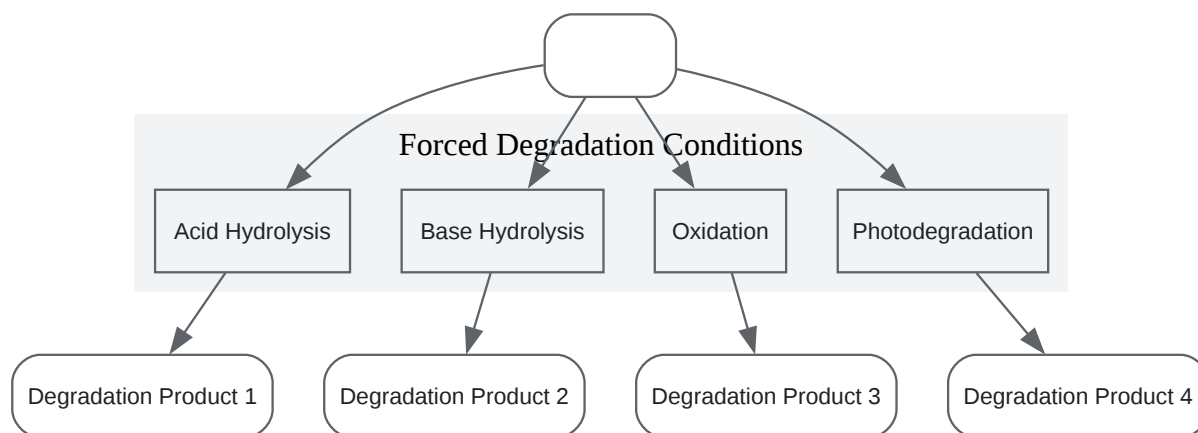 Forced Degradation Conditions
Acid Hydrolysis
Base Hydrolysis
Oxidation
Photodegradation
Degradation Product 1
Degradation Product 2
Degradation Product 3
Degradation Product 4